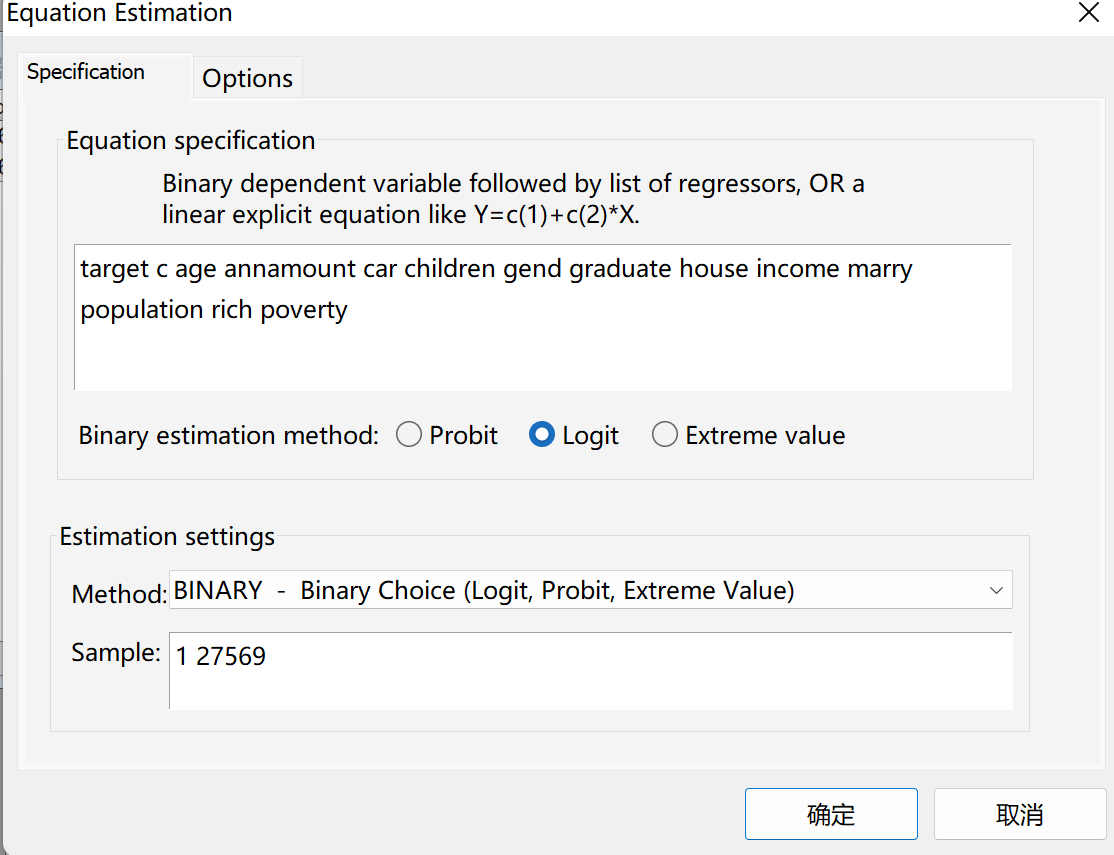 Equation Estimation
Specification
Options
Equation specification
Binary dependent variable followed by list of regressors, OR a
linear explicit equation like Y=c(1)+c(2)*X.
target c age annamount car children gend graduate house income marry
population rich poverty
Binary estimation method: Probit Logit Extreme value
Estimation settings
Method: BINARY - Binary Choice (Logit, Probit, Extreme Value)
Sample: 1 27569
确定 取消